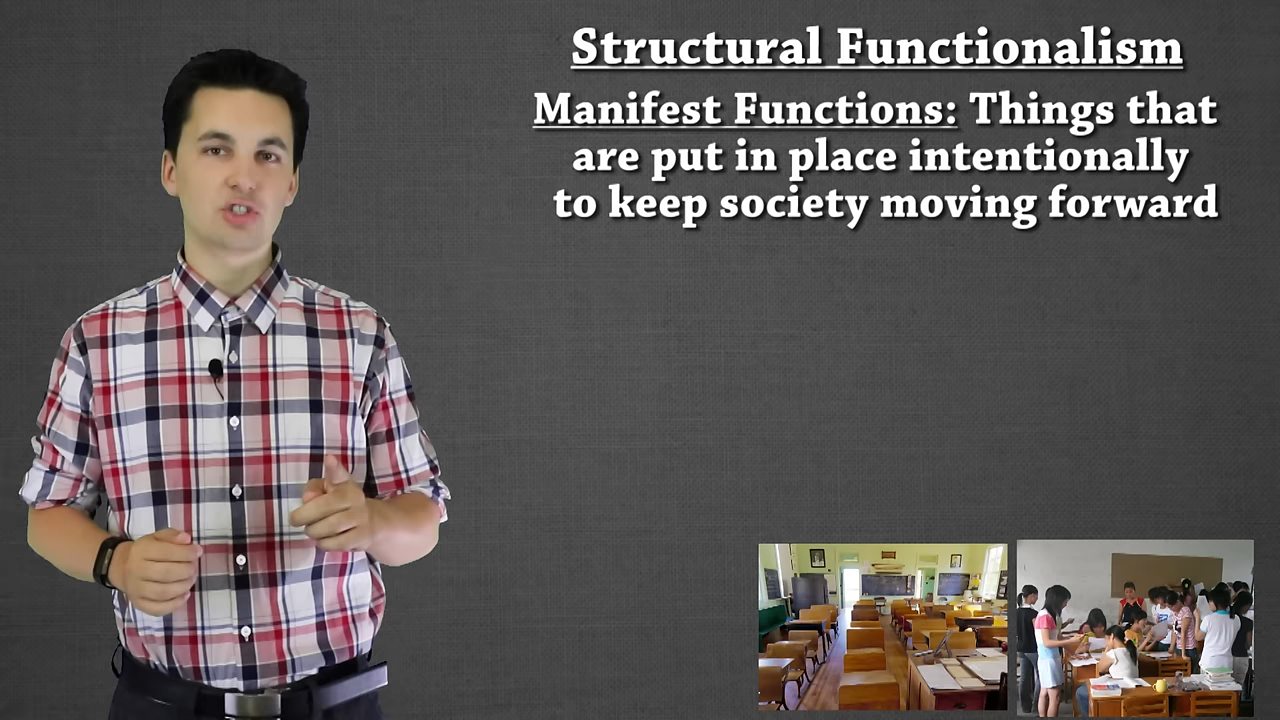 Structural Functionalism
Manifest Functions: Things that
are put in place intentionally
to keep society moving forward